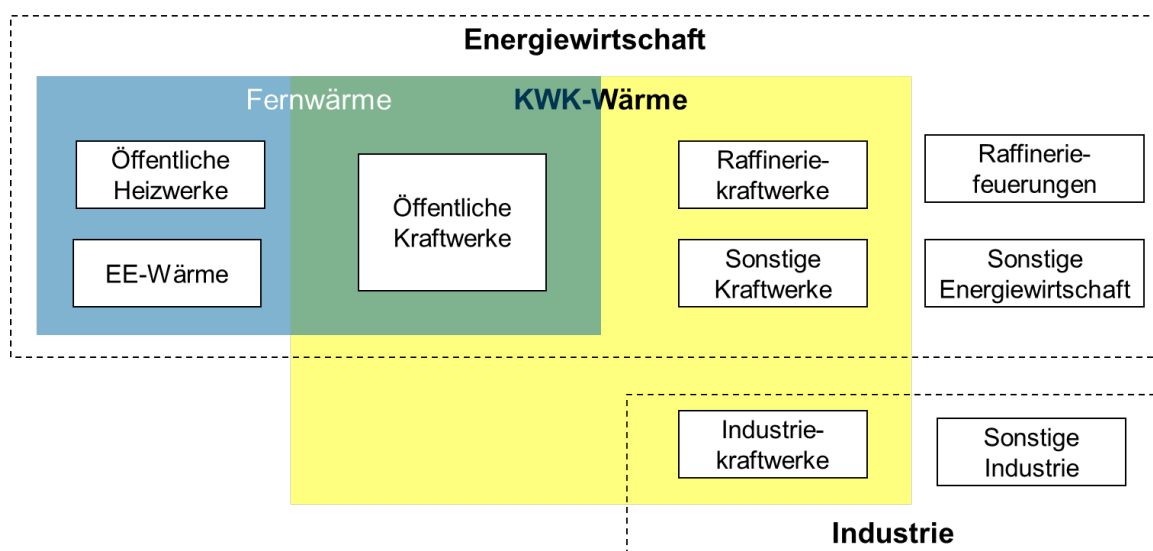 Energiewirtschaft
Fernwärme
KWK-Wärme
Öffentliche
Heizwerke
EE-Wärme
Öffentliche
Kraftwerke
Raffinerie-
kraftwerke
Sonstige
Kraftwerke
Raffinerie-
feuerungen
Sonstige
Energiewirtschaft
Industrie-
kraftwerke
Sonstige
Industrie
Industrie